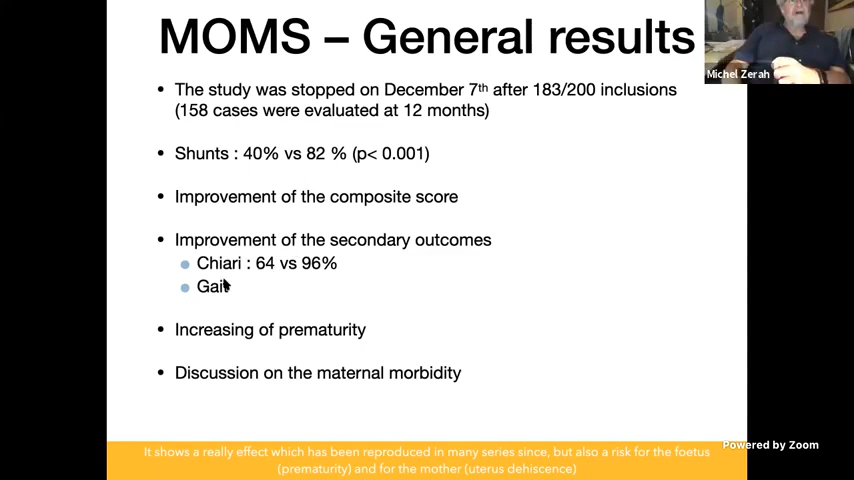 MOMS – General results
Michel Zerah
• The study was stopped on December 7th after 183/200 inclusions
(158 cases were evaluated at 12 months)
• Shunts : 40% vs 82 % (p< 0.001)
• Improvement of the composite score
• Improvement of the secondary outcomes
• Chiari : 64 vs 96%
• Gait
• Increasing of prematurity
• Discussion on the maternal morbidity
It shows a really effect which has been reproduced in many series since, but also a risk for the foetus
(prematurity) and for the mother (uterus dehiscence)
Powered by Zoom